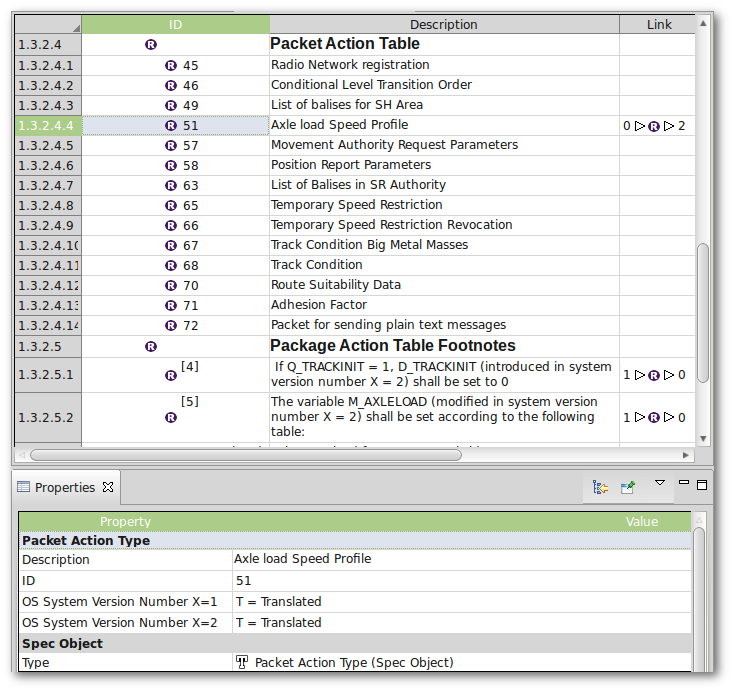 ID Description Link
1.3.2.4 R Packet Action Table
1.3.2.4.1 R 45 Radio Network registration
1.3.2.4.2 R 46 Conditional Level Transition Order
1.3.2.4.3 R 49 List of balises for SH Area
1.3.2.4.4 R 51 Axle load Speed Profile 0 ▷ R ▷ 2
1.3.2.4.5 R 57 Movement Authority Request Parameters
1.3.2.4.6 R 58 Position Report Parameters
1.3.2.4.7 R 63 List of Balises in SR Authority
1.3.2.4.8 R 65 Temporary Speed Restriction
1.3.2.4.9 R 66 Temporary Speed Restriction Revocation
1.3.2.4.10 R 67 Track Condition Big Metal Masses
1.3.2.4.11 R 68 Track Condition
1.3.2.4.12 R 70 Route Suitability Data
1.3.2.4.13 R 71 Adhesion Factor
1.3.2.4.14 R 72 Packet for sending plain text messages
1.3.2.5 R Package Action Table Footnotes
1.3.2.5.1 R [4] If Q_TRACKINIT = 1, D_TRACKINIT (introduced in system
version number X = 2) shall be set to 0 1 ▷ R ▷ 0
1.3.2.5.2 R [5] The variable M_AXLELOAD (modified in system version
number X = 2) shall be set according to the following
table: 1 ▷ R ▷ 0
Properties
Property Value
Packet Action Type
Description Axle load Speed Profile
ID 51
OS System Version Number X=1 T = Translated
OS System Version Number X=2 T = Translated
Spec Object
Type Packet Action Type (Spec Object)